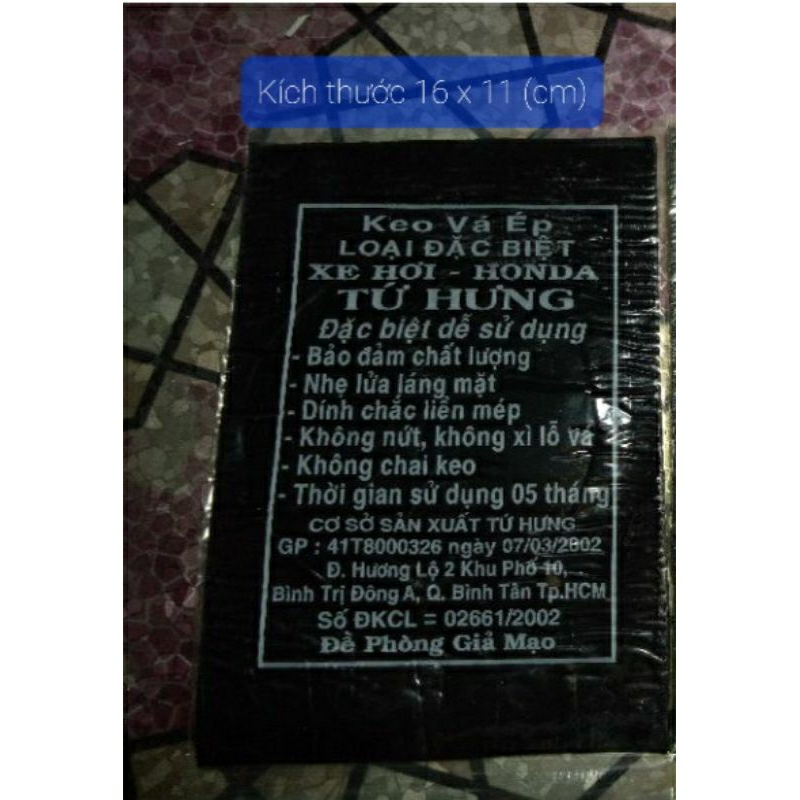 Kích thước 16 x 11 (cm)
Keo Vá Ép
LOẠI ĐẶC BIỆT
XE HƠI - HONDA
TỨ HƯNG
Đặc biệt dễ sử dụng
- Bảo đảm chất lượng
- Nhẹ lửa láng mặt
- Dính chắc liền mép
- Không nứt, không xì lỗ vá
- Không chai keo
- Thời gian sử dụng 05 tháng
CƠ SỞ SẢN XUẤT TỨ HƯNG
GP : 41T8000326 ngày 07/03/2002
Đ. Hương Lộ 2 Khu Phố 10,
Bình Trị Đông A, Q. Bình Tân Tp.HCM
Số ĐKCL = 02661/2002
Đề Phòng Giả Mạo